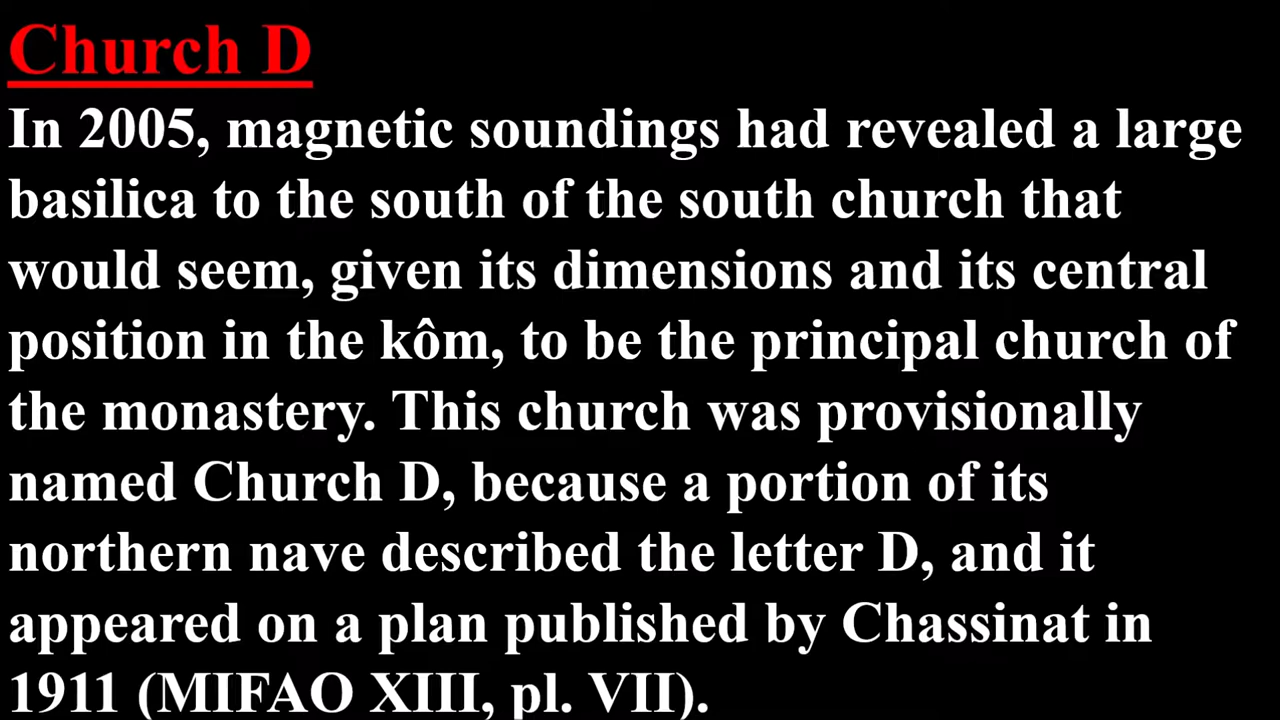 Church D
In 2005, magnetic soundings had revealed a large
basilica to the south of the south church that
would seem, given its dimensions and its central
position in the kôm, to be the principal church of
the monastery. This church was provisionally
named Church D, because a portion of its
northern nave described the letter D, and it
appeared on a plan published by Chassinat in
1911 (MIFAO XIII, pl. VII).